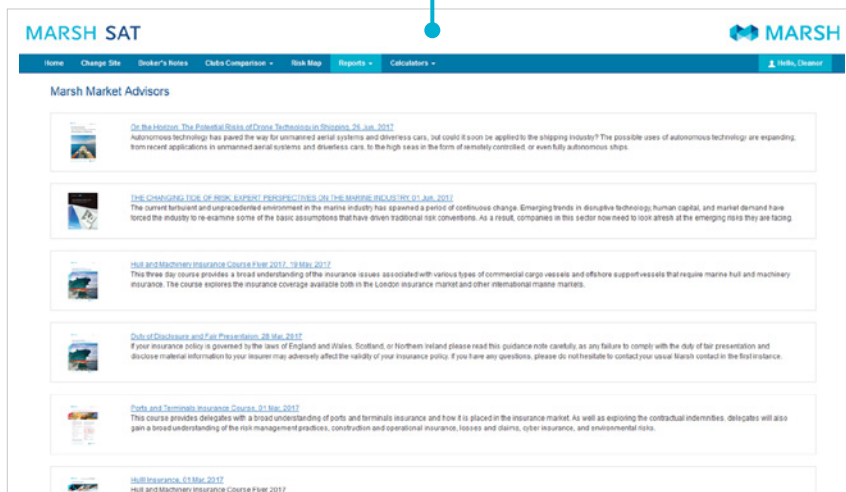 MARSH SAT
MARSH
Home Change Site Broker's Notes Clubs Comparison Risk Map Reports Calculators Hello, Eleanor
Marsh Market Advisors
On the Horizon: The Potential Risks of Drone Technology in Shipping, 26 Jun, 2017
Autonomous technology has paved the way for unmanned aerial systems and driverless cars, but could it soon be applied to the shipping industry? The possible uses of autonomous technology are expanding;
from recent applications in unmanned aerial systems and driverless cars, to the high seas in the form of remotely controlled, or even fully autonomous ships.
THE CHANGING TIDE OF RISK: EXPERT PERSPECTIVES ON THE MARINE INDUSTRY, 01 Jun, 2017
The current turbulent and unprecedented environment in the marine industry has spawned a period of continuous change. Emerging trends in disruptive technology, human capital, and market demand have
forced the industry to re-examine some of the basic assumptions that have driven traditional risk conventions. As a result, companies in this sector now need to look afresh at the emerging risks they are facing.
Hull and Machinery Insurance Course Flyer 2017, 19 May, 2017
This three day course provides a broad understanding of the insurance issues associated with various types of commercial cargo vessels and offshore support vessels that require marine hull and machinery
insurance. The course explores the insurance coverage available both in the London insurance market and other international marine markets.
Duty of Disclosure and Fair Presentaion, 28 Mar, 2017
If your insurance policy is governed by the laws of England and Wales, Scotland, or Northern Ireland please read this guidance note carefully, as any failure to comply with the duty of fair presentation and
disclose material information to your insurer may adversely affect the validity of your insurance policy. If you have any questions, please do not hesitate to contact your usual Marsh contact in the first instance.
Ports and Terminals Insurance Course, 01 Mar, 2017
This course provides delegates with a broad understanding of ports and terminals insurance and how it is placed in the insurance market. As well as exploring the contractual indemnities, delegates will also
gain a broad understanding of the risk management practices, construction and operational insurance, losses and claims, cyber insurance, and environmental risks.
Hulll Insurance, 01 Mar, 2017
Hull and Machinery Insurance Course Flyer 2017